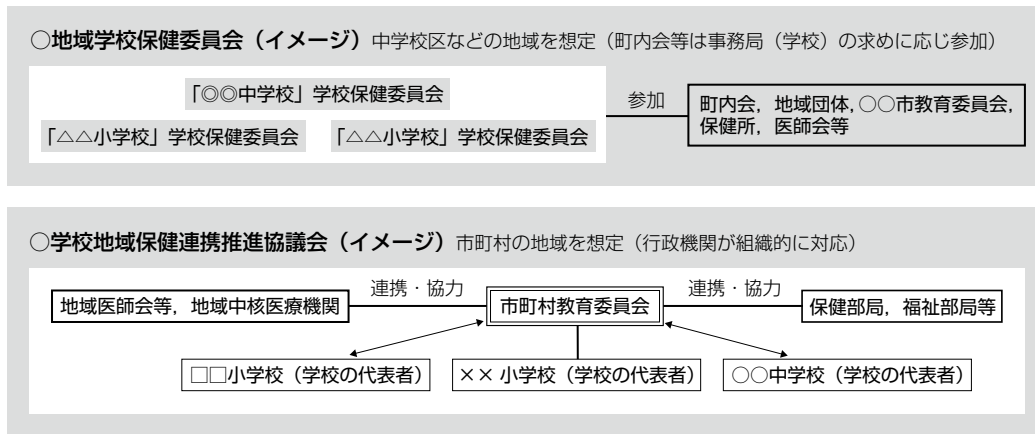 ○地域学校保健委員会（イメージ）中学校区などの地域を想定（町内会等は事務局（学校）の求めに応じ参加）
「◎◎中学校」学校保健委員会
「△△小学校」学校保健委員会
「△△小学校」学校保健委員会
参加
町内会，地域団体，○○市教育委員会，
保健所，医師会等
○学校地域保健連携推進協議会（イメージ）市町村の地域を想定（行政機関が組織的に対応）
地域医師会等，地域中核医療機関
連携・協力
市町村教育委員会
連携・協力
保健部局，福祉部局等
□□小学校（学校の代表者）
×× 小学校（学校の代表者）
○○中学校（学校の代表者）